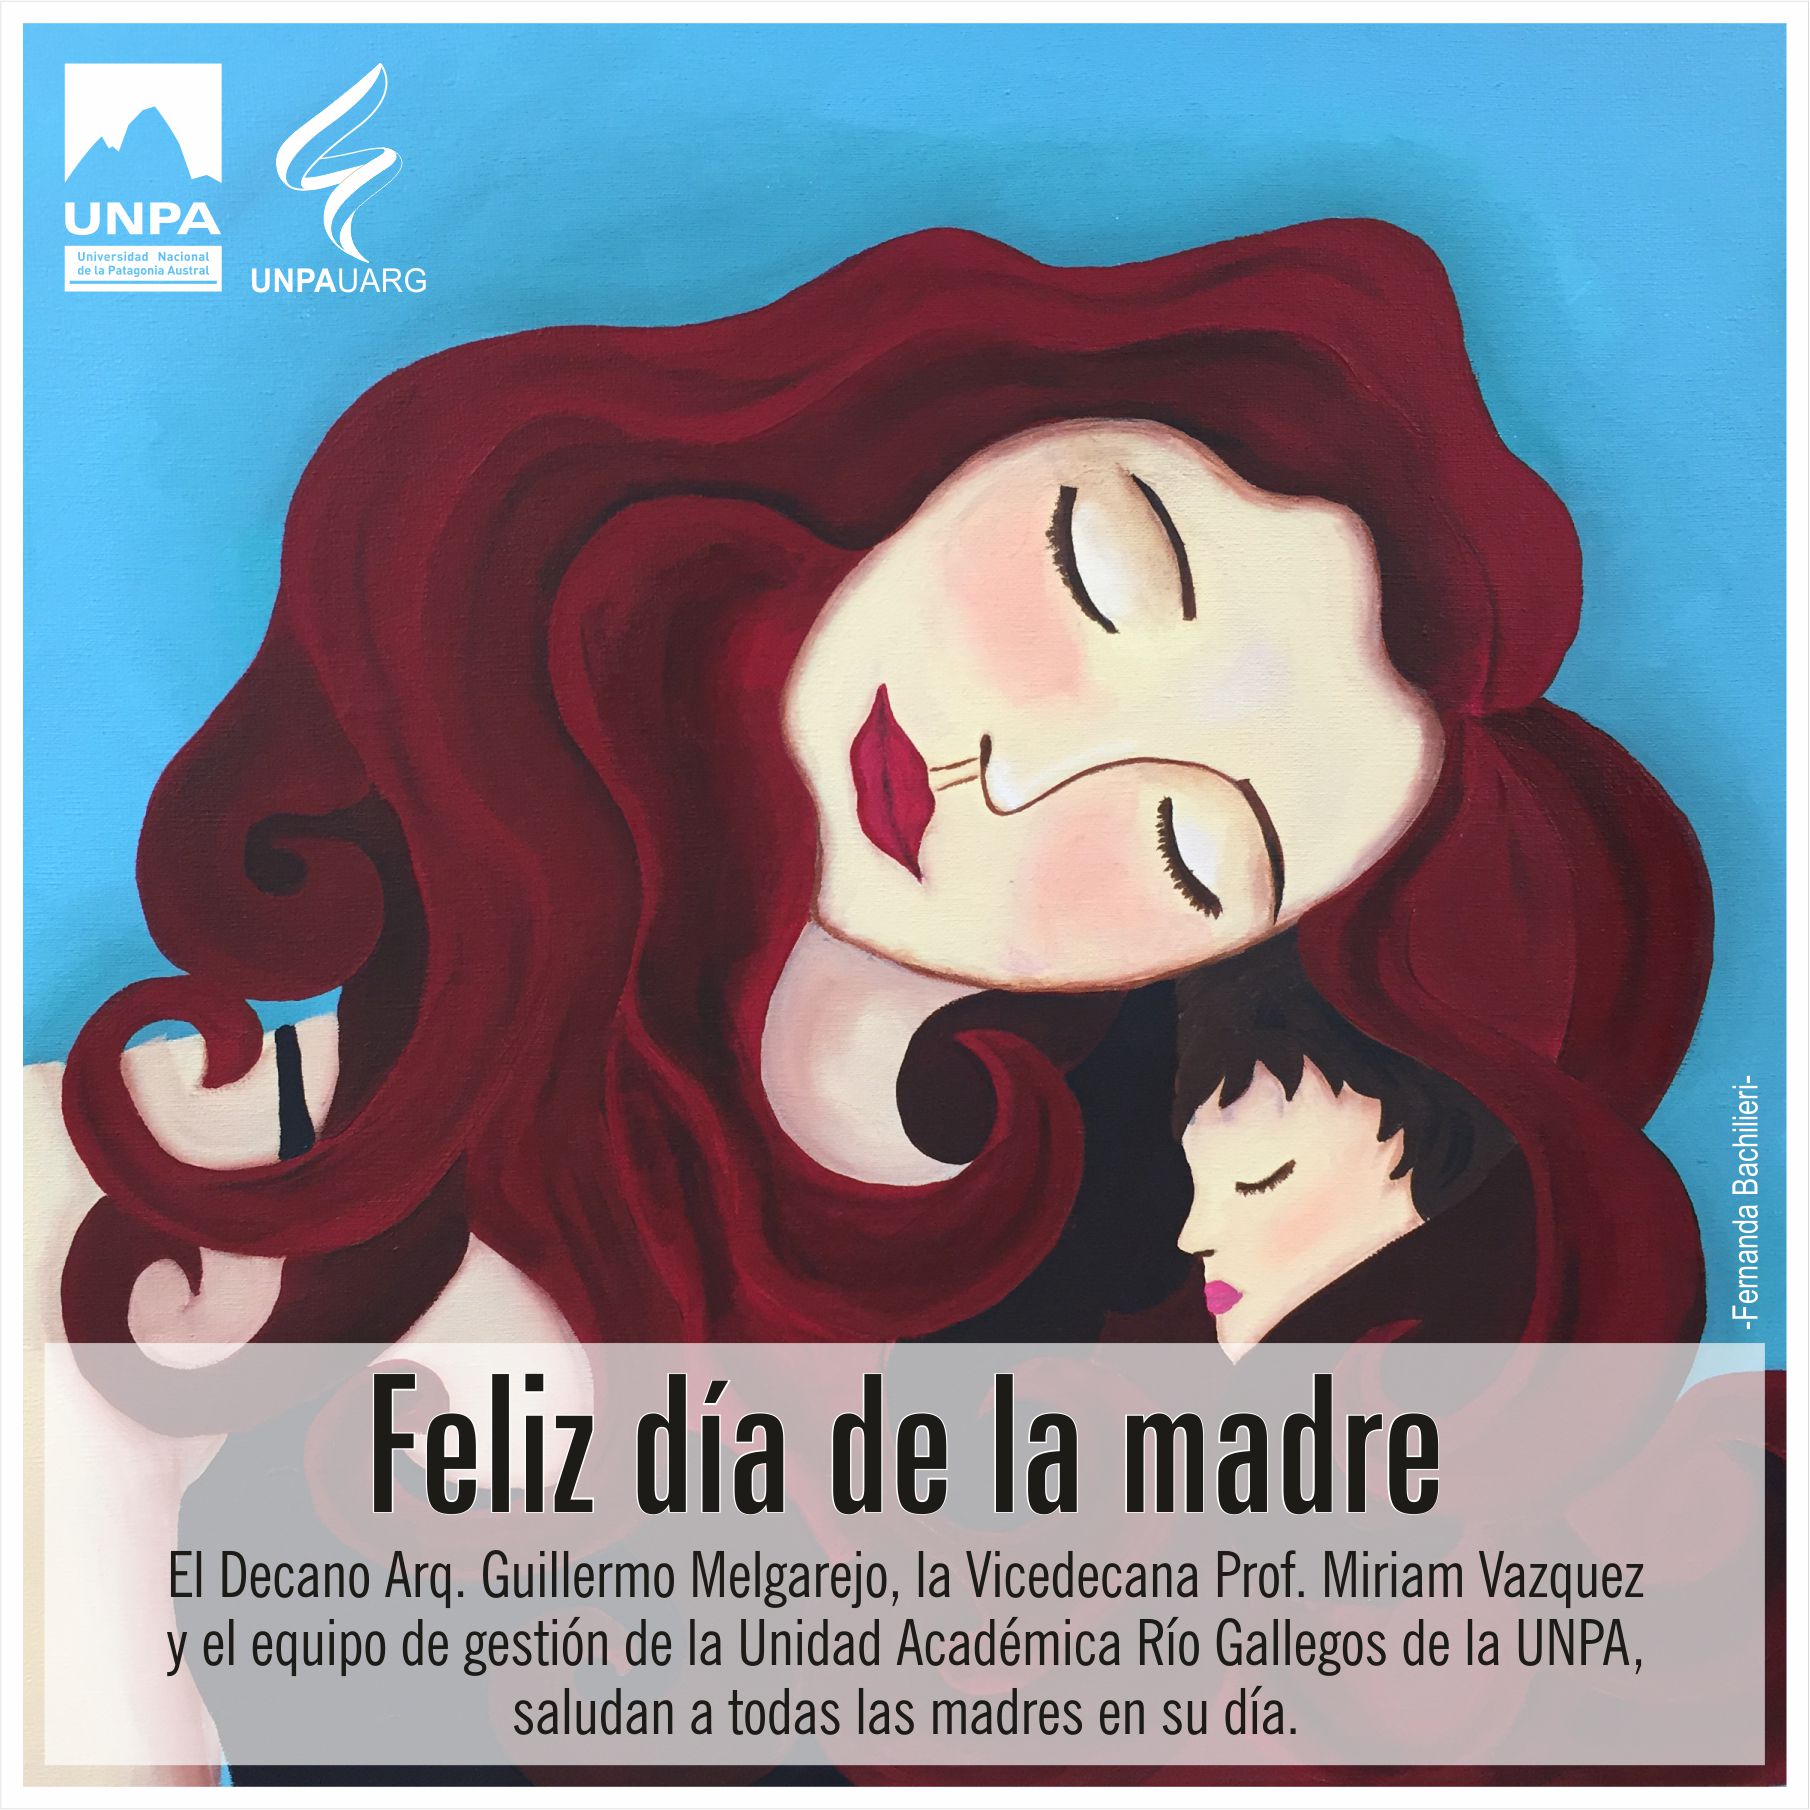 UNPA
Universidad Nacional
de la Patagonia Austral
UNPAUARG
-Fernanda Bachilieri-
Feliz día de la madre
El Decano Arq. Guillermo Melgarejo, la Vicedecana Prof. Miriam Vazquez
y el equipo de gestión de la Unidad Académica Río Gallegos de la UNPA,
saludan a todas las madres en su día.